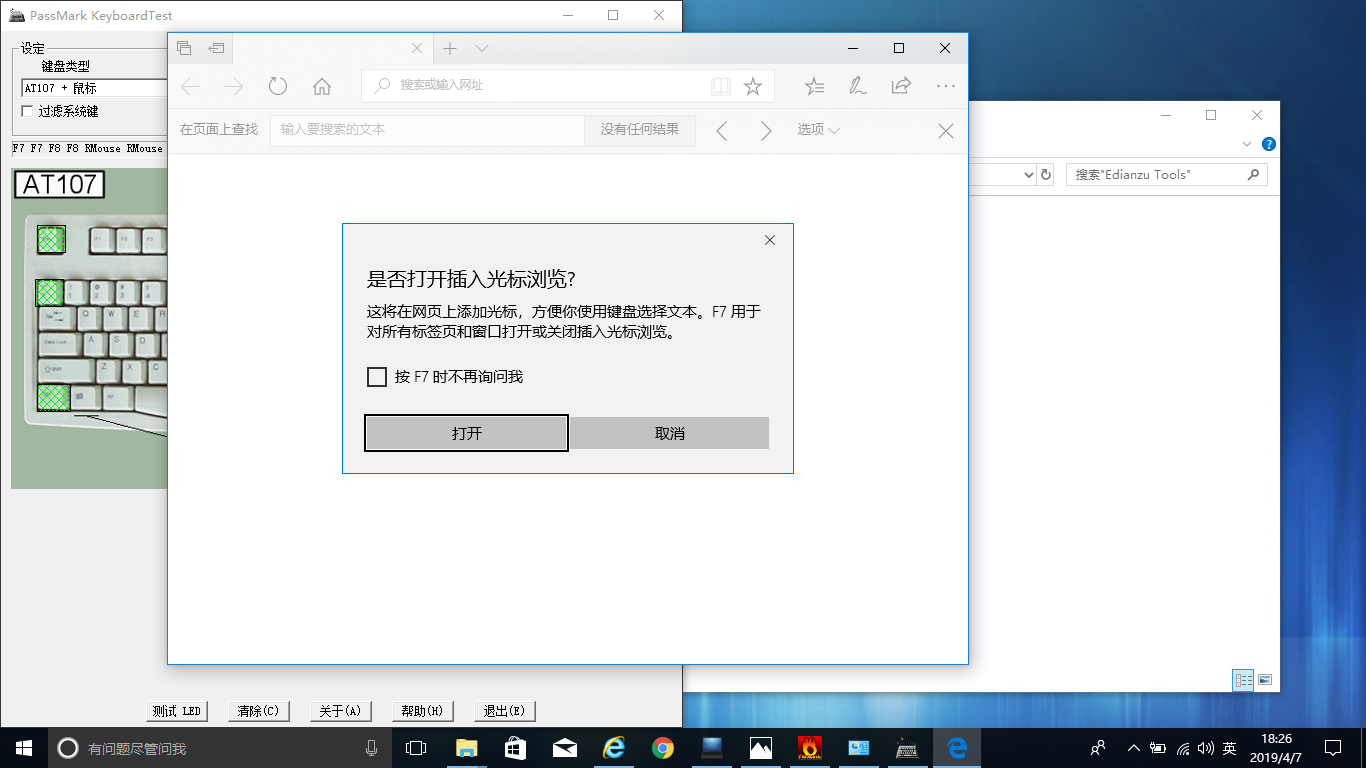 PassMark KeyboardTest
设定
键盘类型
AT107 + 鼠标
过滤系统键
F7 F7 F8 F8 RMouse RMouse
AT107
搜索或输入网址
在页面上查找
输入要搜索的文本
没有任何结果
选项
是否打开插入光标浏览?
这将在网页上添加光标，方便你使用键盘选择文本。F7 用于
对所有标签页和窗口打开或关闭插入光标浏览。
按 F7 时不再询问我
打开
取消
搜索"Edianzu Tools"
测试 LED
清除(C)
关于(A)
帮助(H)
退出(E)
有问题尽管问我
英
18:26
2019/4/7